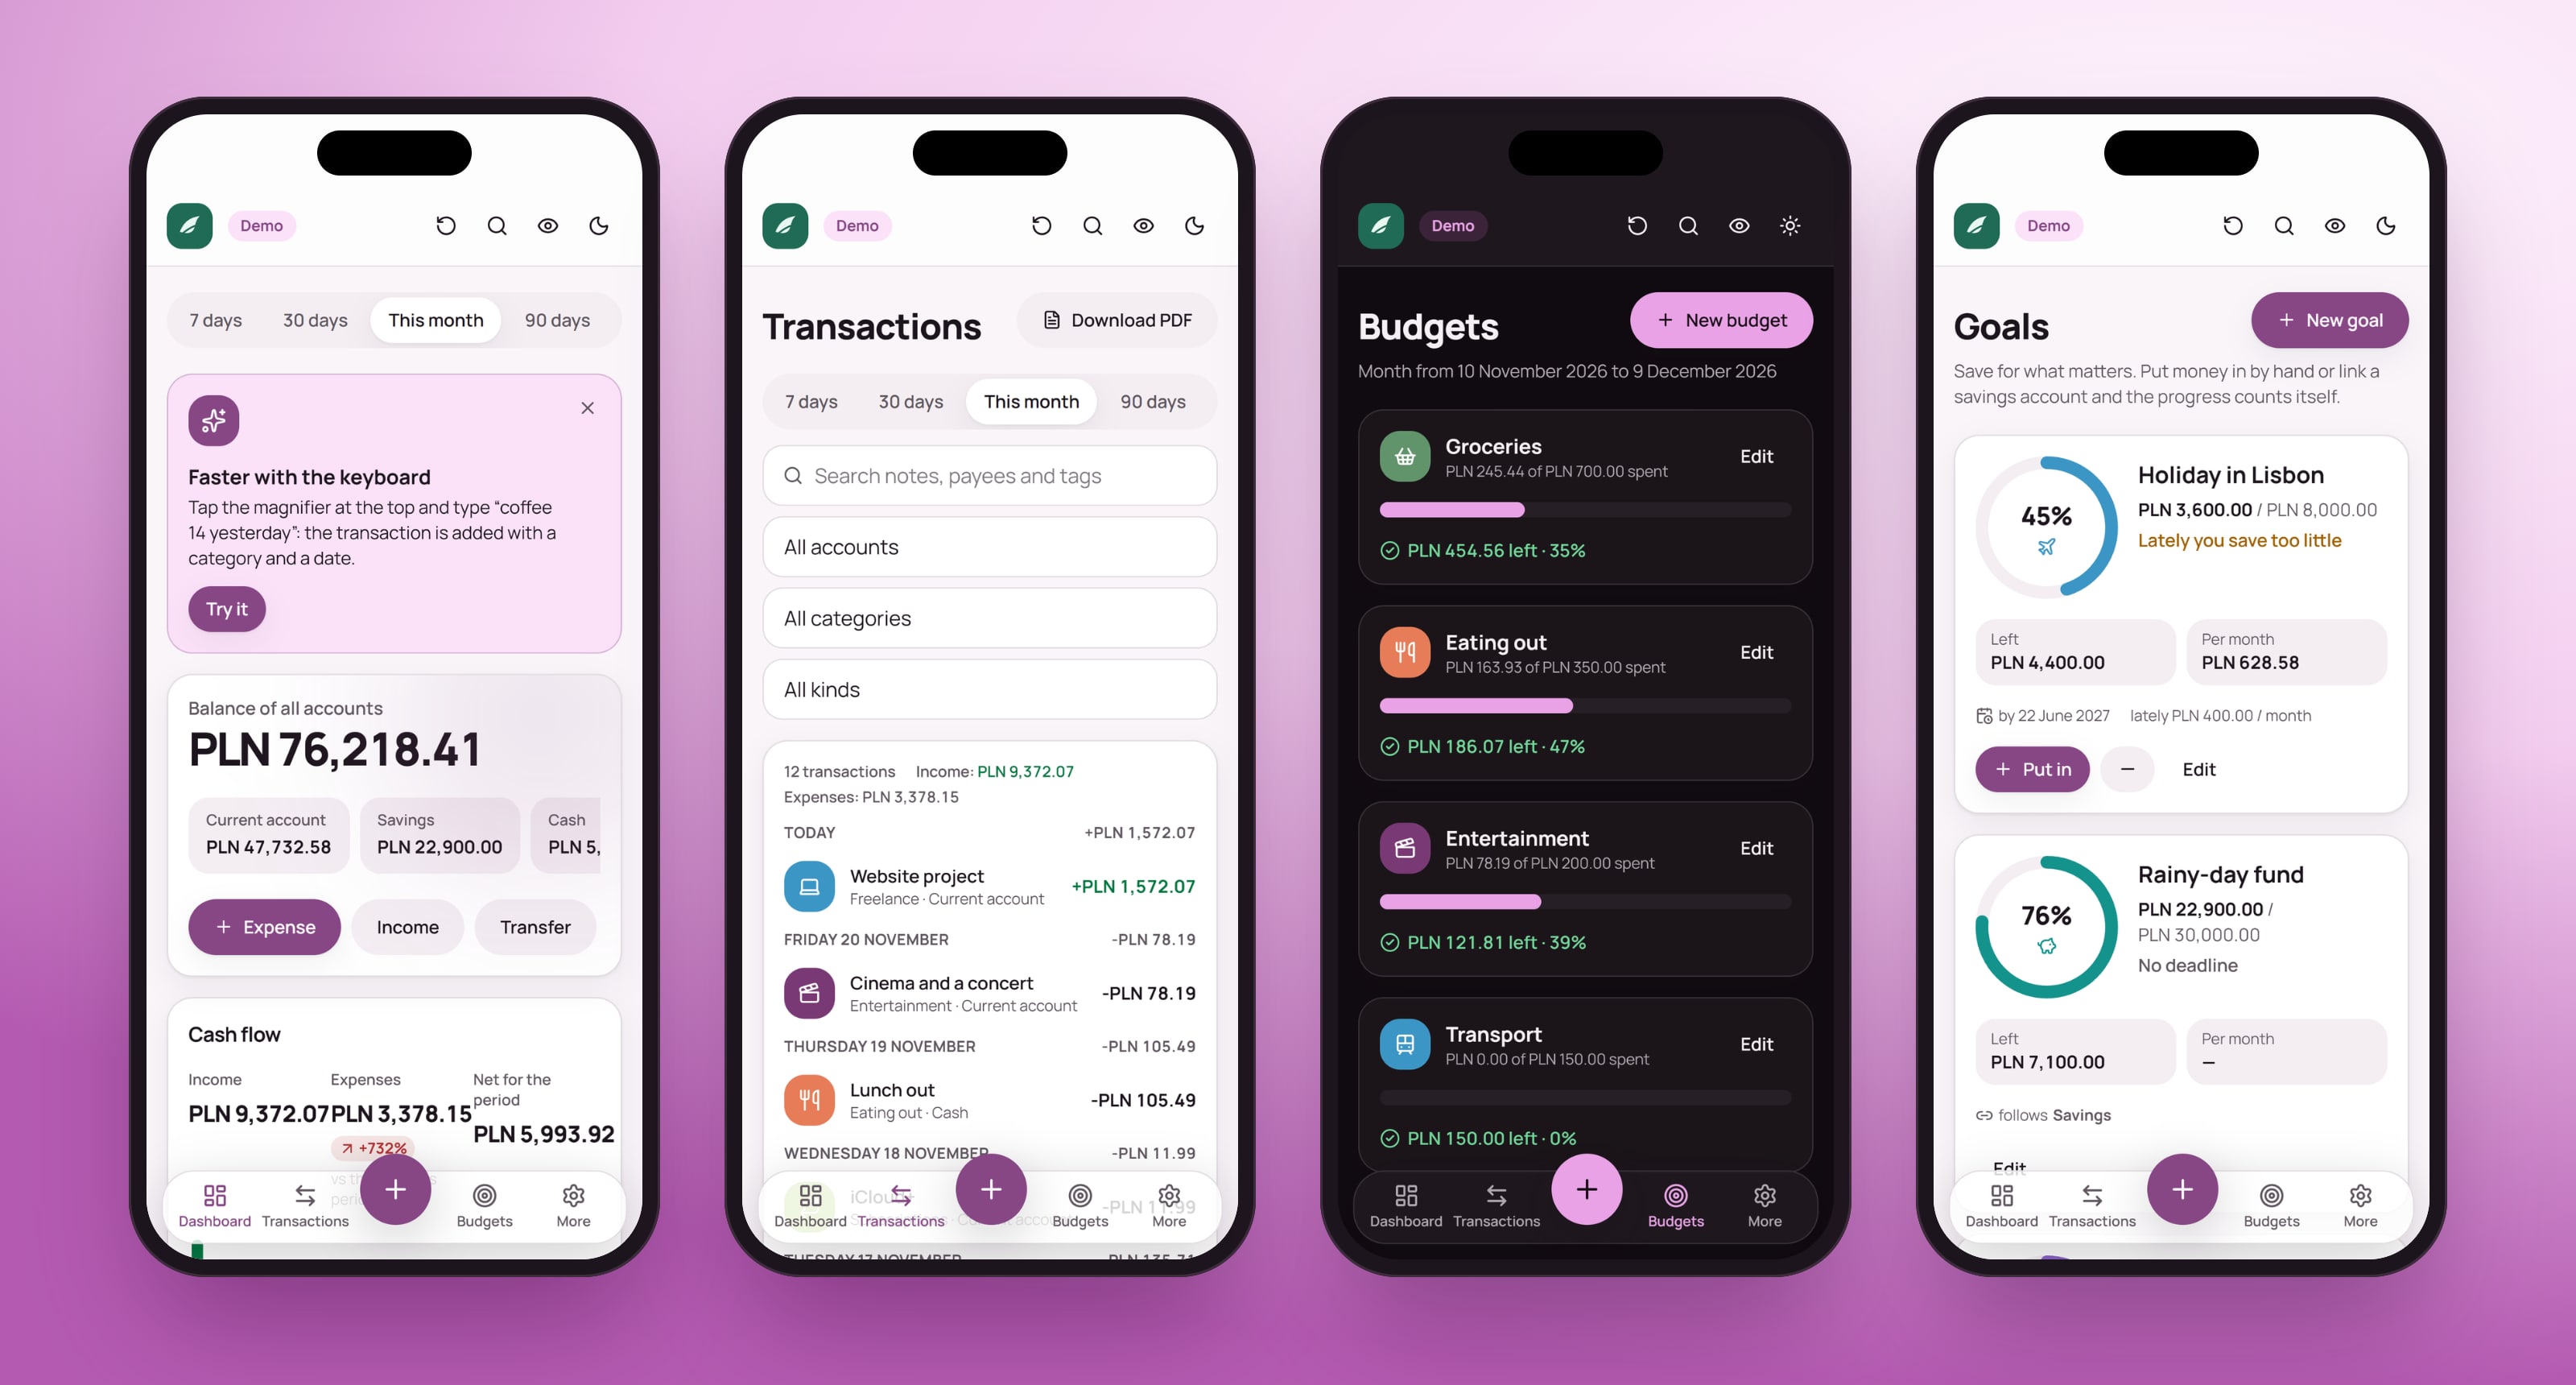 Demo
7 days 30 days This month 90 days
Faster with the keyboard
Tap the magnifier at the top and type “coffee
14 yesterday”: the transaction is added with a
category and a date.
Try it
Balance of all accounts
PLN 76,218.41
Current account Savings Cash
PLN 47,732.58 PLN 22,900.00 PLN 5,
+ Expense Income Transfer
Cash flow
Income Expenses Net for the
period
PLN 9,372.07 PLN 3,378.15
PLN 5,993.92
+732%
Dashboard Transactions + Budgets More
Demo
Transactions Download PDF
7 days 30 days This month 90 days
Search notes, payees and tags
All accounts
All categories
All kinds
12 transactions Income: PLN 9,372.07
Expenses: PLN 3,378.15
TODAY +PLN 1,572.07
Website project +PLN 1,572.07
Freelance · Current account
FRIDAY 20 NOVEMBER -PLN 78.19
Cinema and a concert -PLN 78.19
Entertainment · Current account
THURSDAY 19 NOVEMBER -PLN 105.49
Lunch out -PLN 105.49
Eating out · Cash
WEDNESDAY 18 NOVEMBER -PLN 11.99
-PLN 11.99
Dashboard Transactions + Budgets More
TUESDAY 17 NOVEMBER
Demo
Budgets + New budget
Month from 10 November 2026 to 9 December 2026
Groceries Edit
PLN 245.44 of PLN 700.00 spent
PLN 454.56 left · 35%
Eating out Edit
PLN 163.93 of PLN 350.00 spent
PLN 186.07 left · 47%
Entertainment Edit
PLN 78.19 of PLN 200.00 spent
PLN 121.81 left · 39%
Transport Edit
PLN 0.00 of PLN 150.00 spent
PLN 150.00 left · 0%
Dashboard Transactions + Budgets More
Demo
Goals + New goal
Save for what matters. Put money in by hand or link a
savings account and the progress counts itself.
45%
Holiday in Lisbon
PLN 3,600.00 / PLN 8,000.00
Lately you save too little
Left Per month
PLN 4,400.00 PLN 628.58
by 22 June 2027 lately PLN 400.00 / month
+ Put in − Edit
76%
Rainy-day fund
PLN 22,900.00 /
PLN 30,000.00
No deadline
Left Per month
PLN 7,100.00 –
follows Savings
Edit
Dashboard Transactions + Budgets More